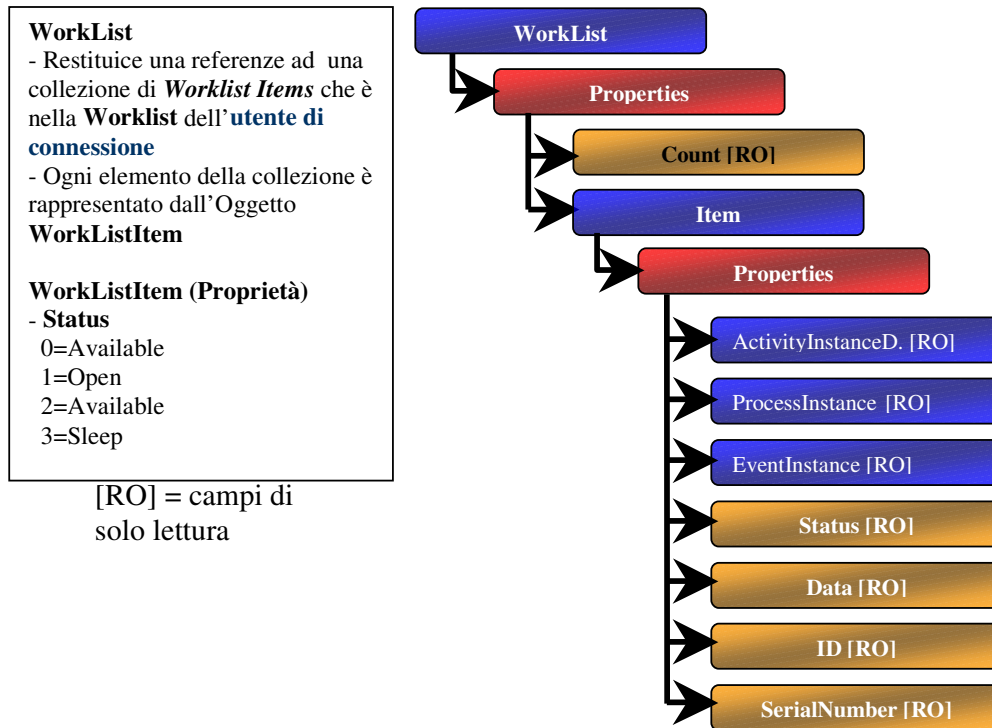 WorkList
- Restituice una referenze ad una
collezione di Worklist Items che è
nella Worklist dell'utente di
connessione
- Ogni elemento della collezione è
rappresentato dall'Oggetto
WorkListItem
WorkListItem (Proprietà)
- Status
0=Available
1=Open
2=Available
3=Sleep
[RO] = campi di
solo lettura
WorkList
Properties
Count [RO]
Item
Properties
ActivityInstanceD. [RO]
ProcessInstance [RO]
EventInstance [RO]
Status [RO]
Data [RO]
ID [RO]
SerialNumber [RO]